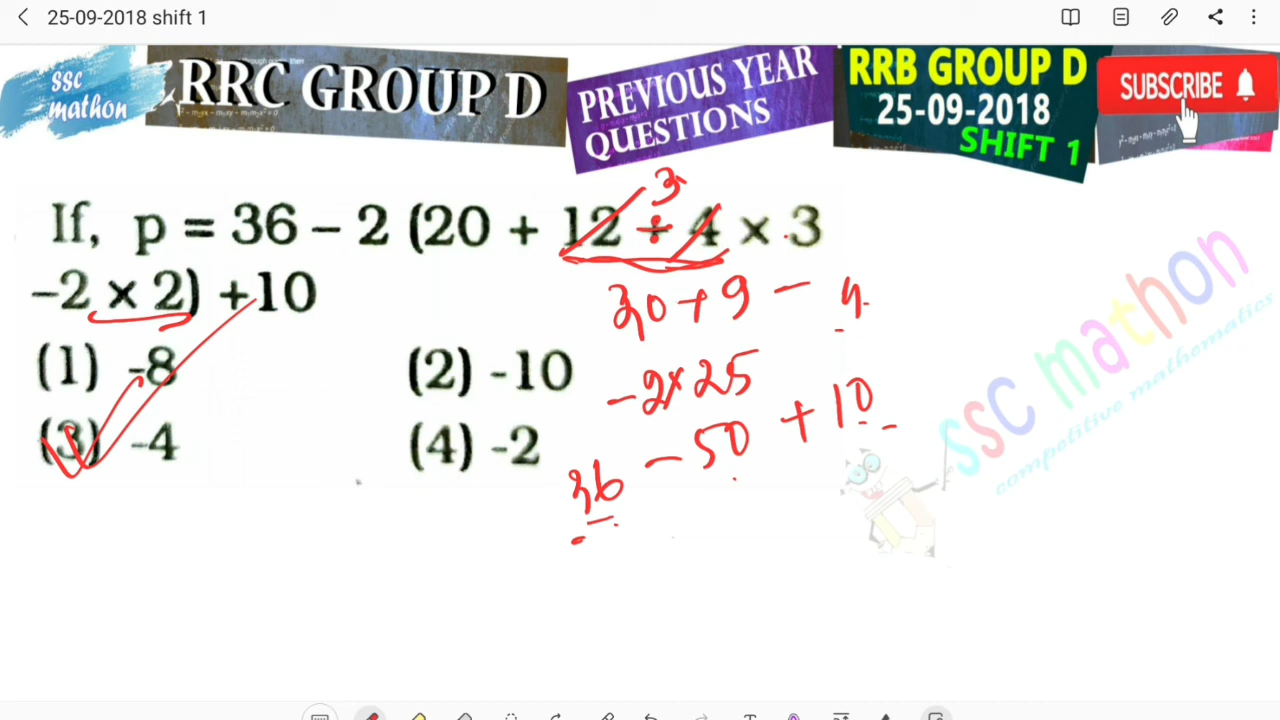 25-09-2018 shift 1
ssc
mathon
RRC GROUP D
PREVIOUS YEAR
QUESTIONS
RRB GROUP D
25-09-2018
SHIFT 1
SUBSCRIBE
If, p = 36 – 2 (20 + 12 ÷ 4 × 3
3
–2 × 2) +10
20 + 9 – 4
(1) -8
(2) -10
-2×25
(3) -4
(4) -2
36 – 50 + 10
ssc mathon
competitive mathematics